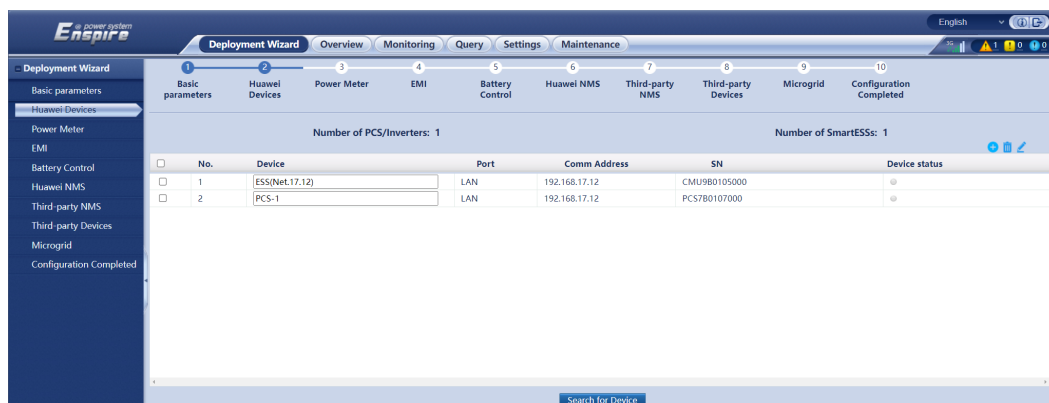 e power system
Enspire
English
Deployment Wizard Overview Monitoring Query Settings Maintenance
3G 1 0 0
Deployment Wizard
Basic parameters
Huawei Devices
Power Meter
EMI
Battery Control
Huawei NMS
Third-party NMS
Third-party Devices
Microgrid
Configuration Completed
1 2 3 4 5 6 7 8 9 10
Basic parameters
Huawei Devices
Power Meter
EMI
Battery Control
Huawei NMS
Third-party NMS
Third-party Devices
Microgrid
Configuration Completed
Number of PCS/Inverters: 1 Number of SmartESSs: 1
No. Device Port Comm Address SN Device status
1 ESS(Net.17.12) LAN 192.168.17.12 CMU9B0105000
2 PCS-1 LAN 192.168.17.12 PCS7B0107000
Search for Device